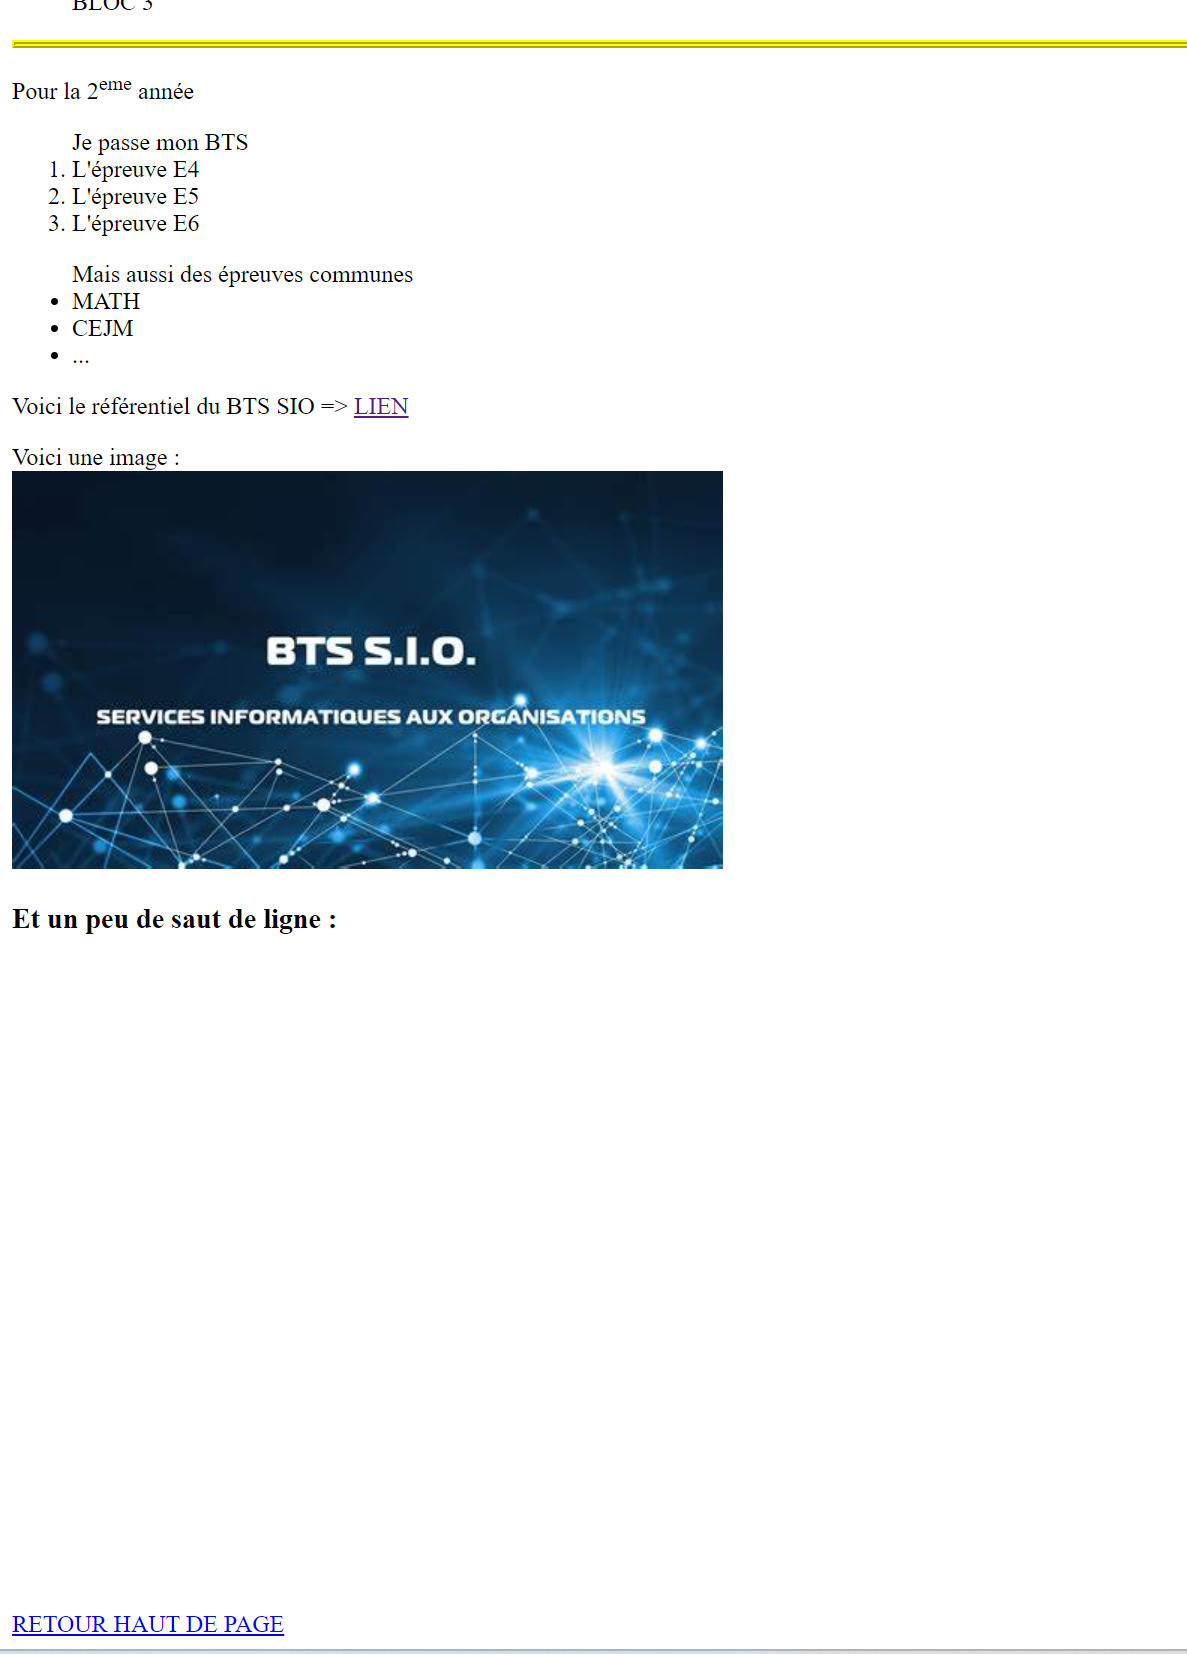 BLOC 3
Pour la 2eme année
Je passe mon BTS
1. L'épreuve E4
2. L'épreuve E5
3. L'épreuve E6
Mais aussi des épreuves communes
• MATH
• CEJM
• ...
Voici le référentiel du BTS SIO => LIEN
Voici une image :
BTS S.I.O.
SERVICES INFORMATIQUES AUX ORGANISATIONS
Et un peu de saut de ligne :
RETOUR HAUT DE PAGE